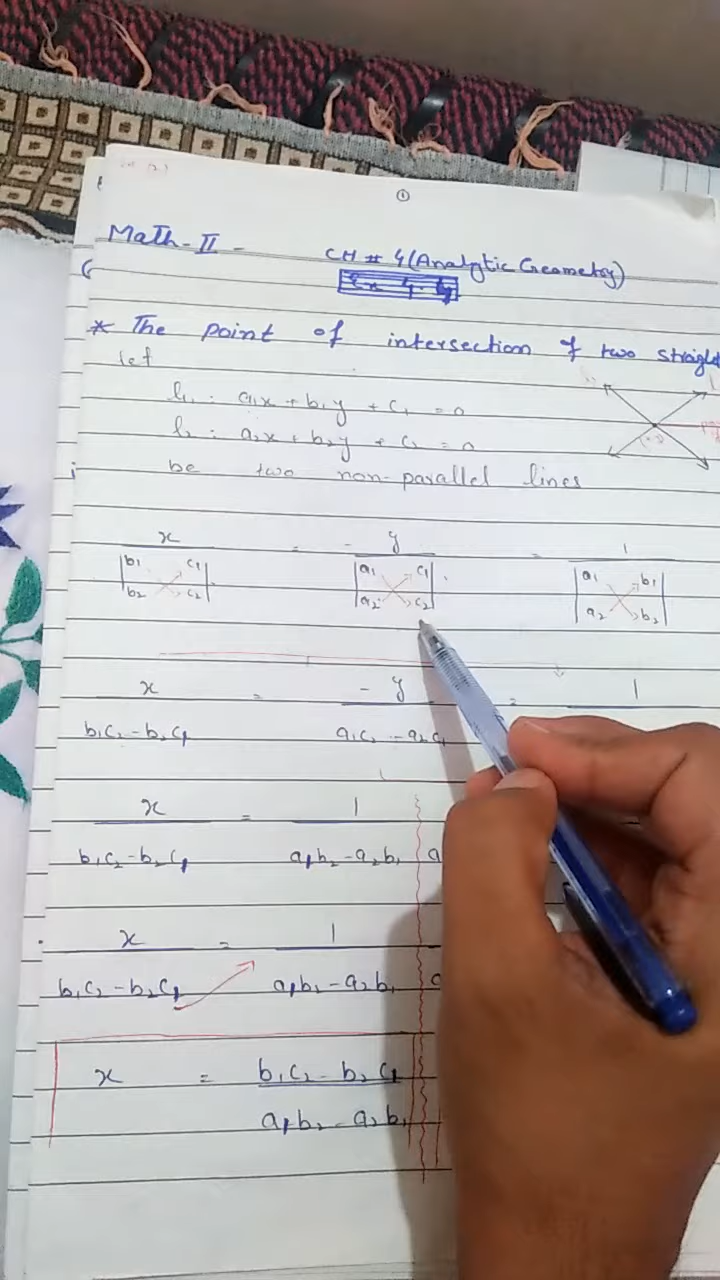 ①
Math-II - CH # 4 (Analytic Geometry)
Ex 4.4
* The point of intersection of two straight
let
l₁ : a₁x + b₁y + c₁ = 0
l₂ : a₂x + b₂y + c₂ = 0
be two non-parallel lines
x = - y = 1
b₁ c₁ a₁ c₁ a₁ b₁
b₂ c₂ a₂ c₂ a₂ b₂
x = - y = 1
b₁c₂ - b₂c₁ a₁c₂ - a₂c₁
x = 1
b₁c₂ - b₂c₁ a₁b₂ - a₂b₁ a
x = 1
b₁c₂ - b₂c₁ a₁b₂ - a₂b₁ a
x = b₁c₂ - b₂c₁
a₁b₂ - a₂b₁